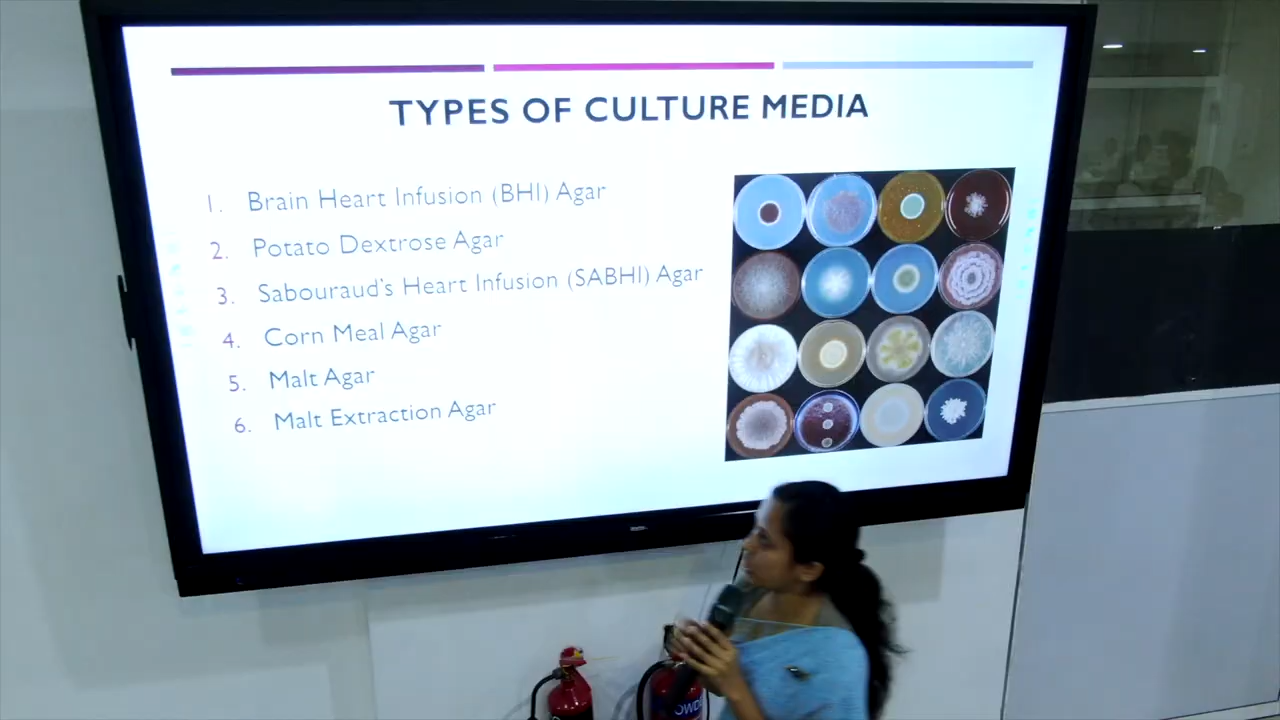 TYPES OF CULTURE MEDIA
1. Brain Heart Infusion (BHI) Agar
2. Potato Dextrose Agar
3. Sabouraud's Heart Infusion (SABHI) Agar
4. Corn Meal Agar
5. Malt Agar
6. Malt Extraction Agar